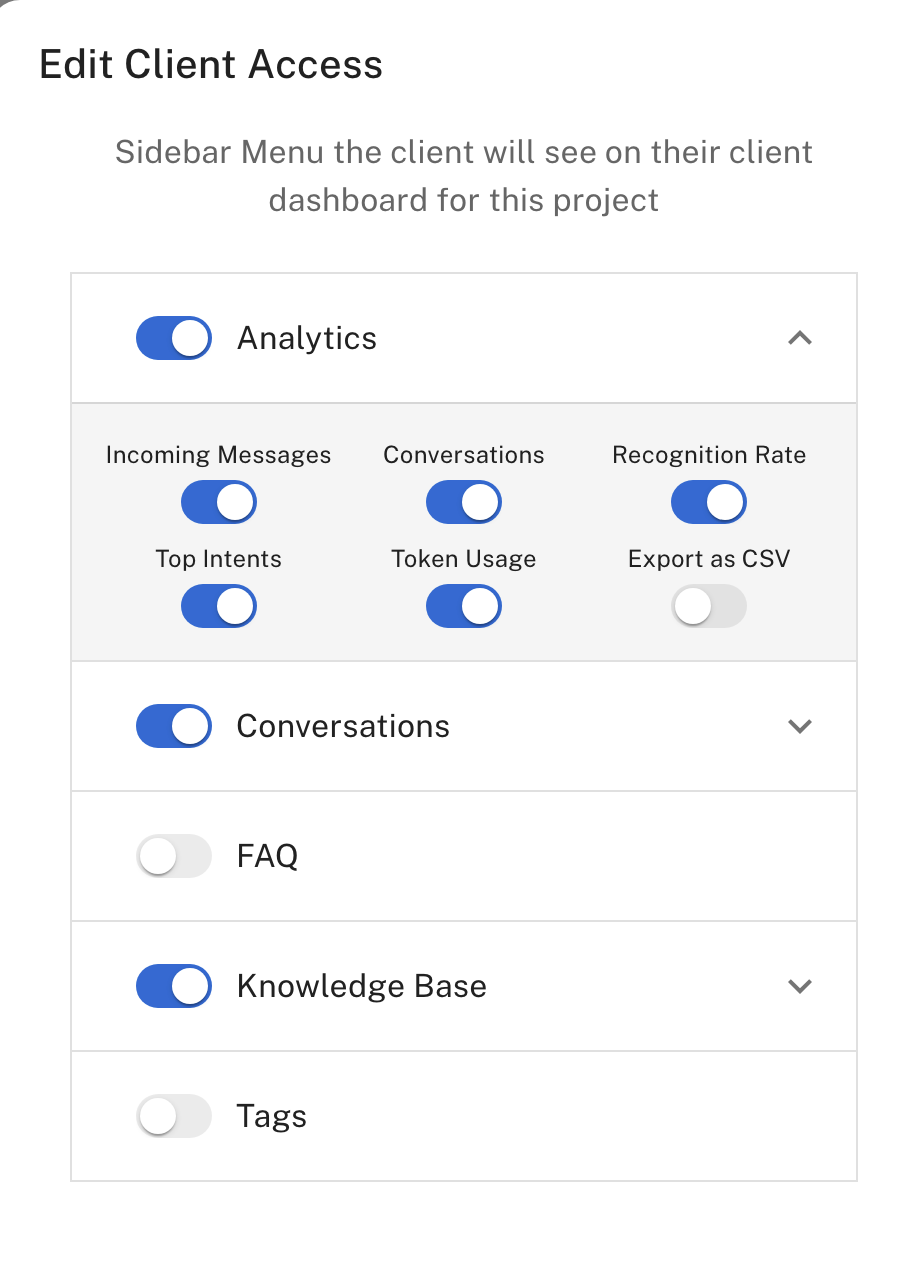 Edit Client Access
Sidebar Menu the client will see on their client
dashboard for this project
Analytics
Incoming Messages
Conversations
Recognition Rate
Top Intents
Token Usage
Export as CSV
Conversations
FAQ
Knowledge Base
Tags